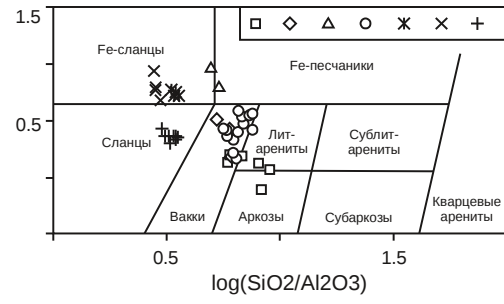 1.5
Fe-сланцы
Fe-песчаники
0.5
Сланцы
Лит-
арениты
Сублит-
арениты
Вакки
Аркозы
Субаркозы
Кварцевые
арениты
0.5
1.5
log(SiO2/Al2O3)